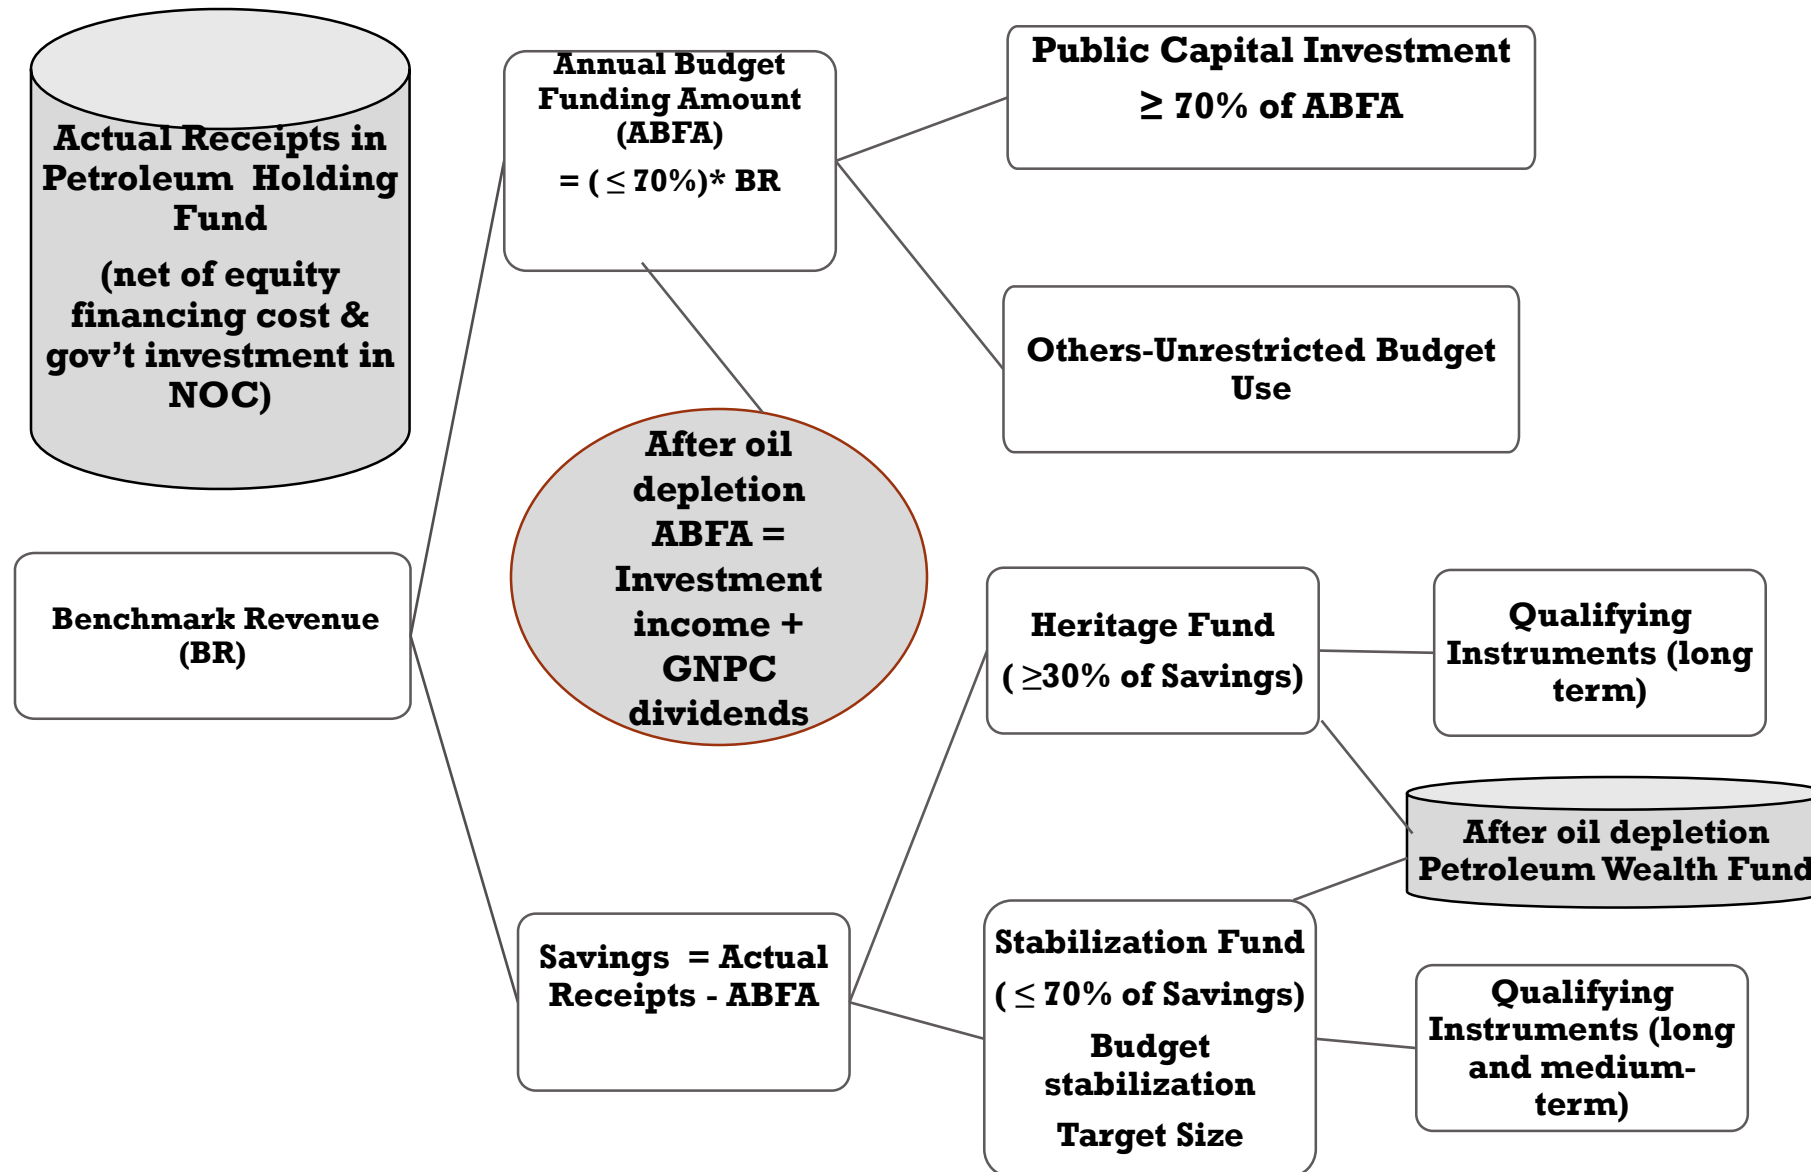 Actual Receipts in
Petroleum Holding
Fund
(net of equity
financing cost &
gov’t investment in
NOC)
Benchmark Revenue
(BR)
Annual Budget
Funding Amount
(ABFA)
= ( ≤ 70%)* BR
After oil
depletion
ABFA =
Investment
income +
GNPC
dividends
Savings = Actual
Receipts - ABFA
Public Capital Investment
≥ 70% of ABFA
Others-Unrestricted Budget
Use
Heritage Fund
( ≥30% of Savings)
Stabilization Fund
( ≤ 70% of Savings)
Budget
stabilization
Target Size
Qualifying
Instruments (long
term)
After oil depletion
Petroleum Wealth Fund
Qualifying
Instruments (long
and medium-
term)